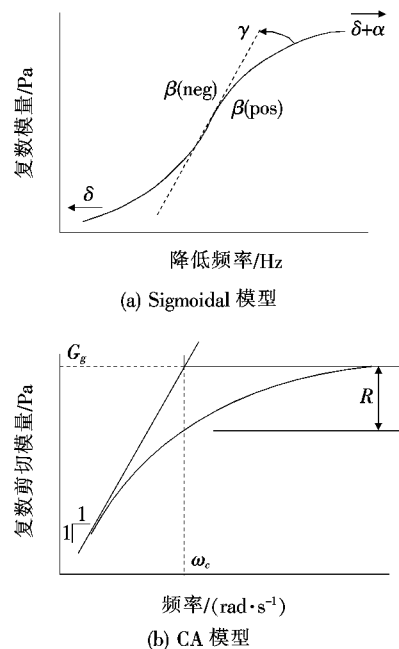 δ+α
γ
β(neg)
β(pos)
δ
复数模量/Pa
降低频率/Hz
(a) Sigmoidal 模型
G_g
R
1
1
ω_c
复数剪切模量/Pa
频率/(rad·s⁻¹)
(b) CA 模型